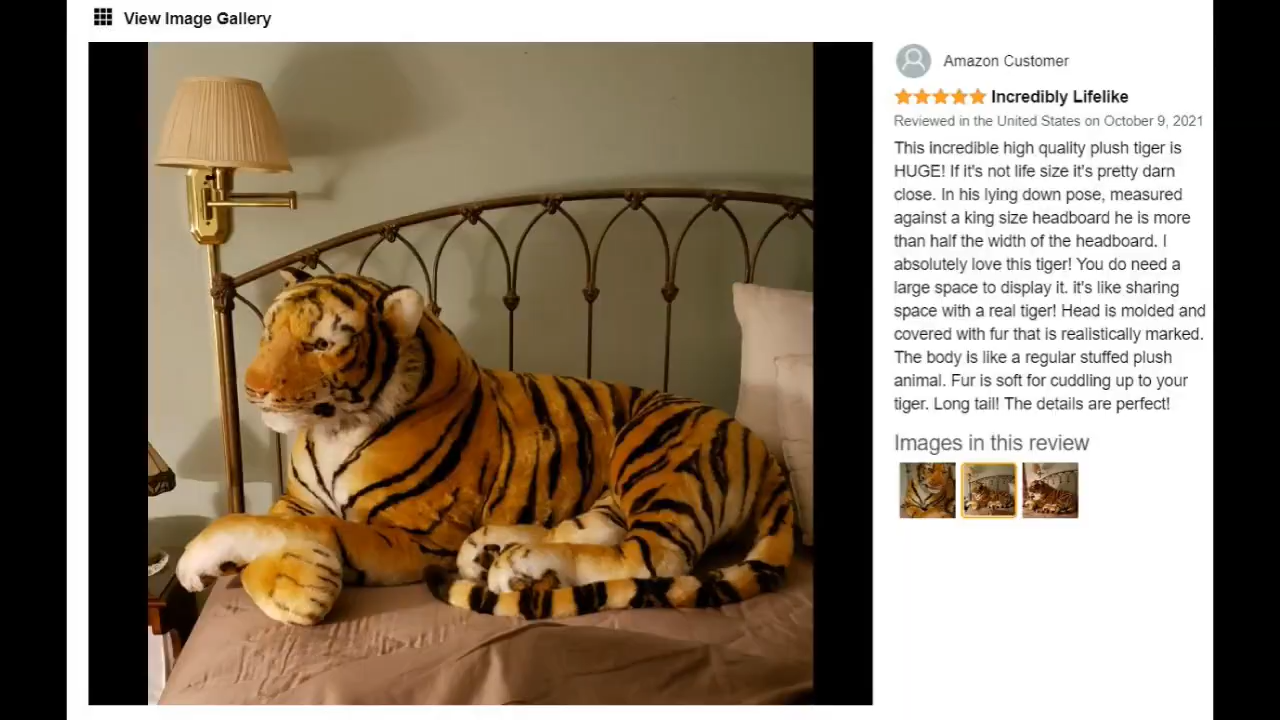 View Image Gallery
Amazon Customer
Incredibly Lifelike
Reviewed in the United States on October 9, 2021
This incredible high quality plush tiger is
HUGE! If it's not life size it's pretty darn
close. In his lying down pose, measured
against a king size headboard he is more
than half the width of the headboard. I
absolutely love this tiger! You do need a
large space to display it. it's like sharing
space with a real tiger! Head is molded and
covered with fur that is realistically marked.
The body is like a regular stuffed plush
animal. Fur is soft for cuddling up to your
tiger. Long tail! The details are perfect!
Images in this review